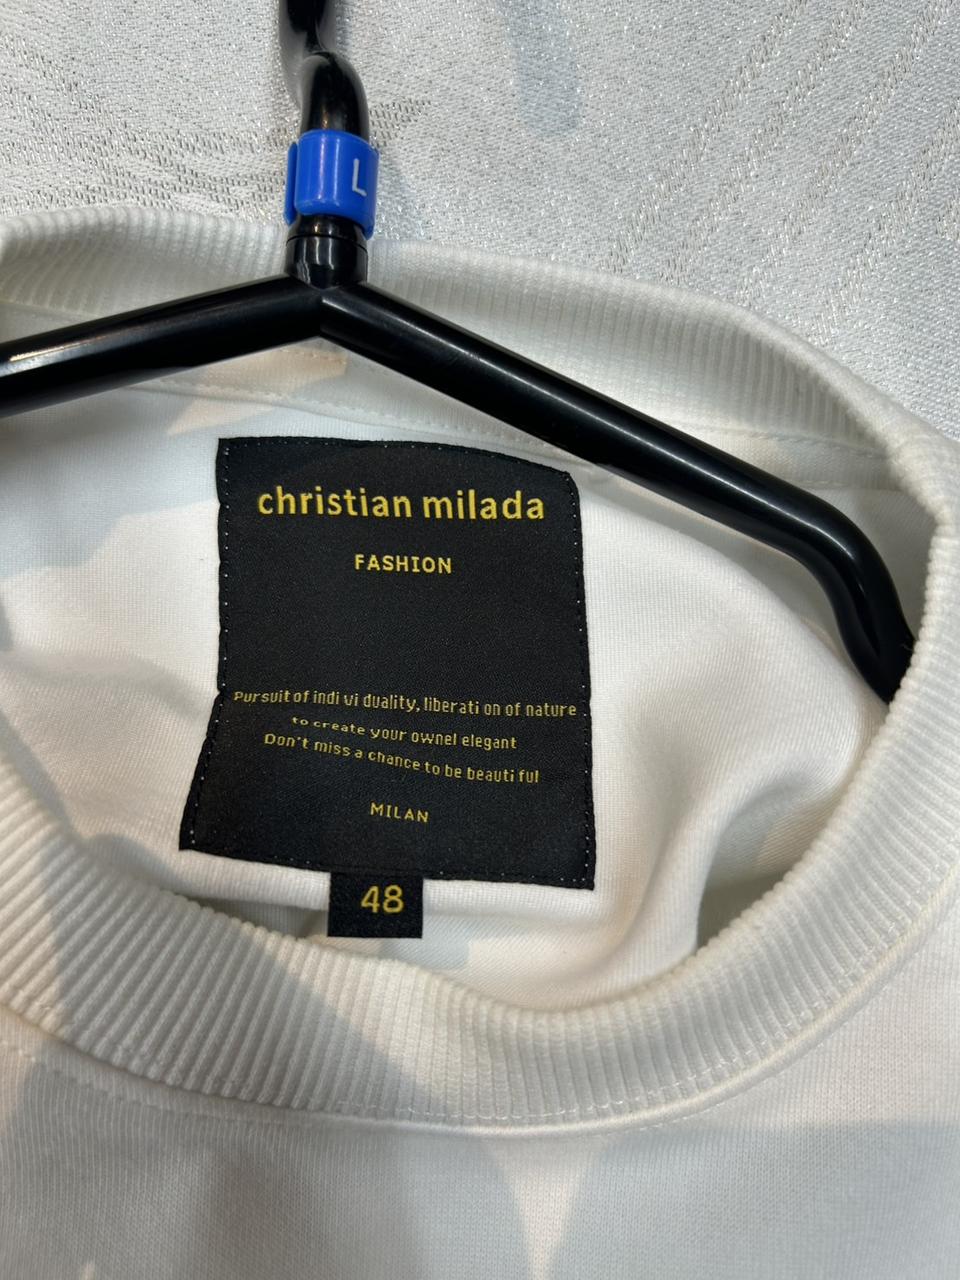 L
christian milada
FASHION
Pursuit of indi vi duality, liberati on of nature
to create your ownel elegant
Don't miss a chance to be beauti ful
MILAN
48